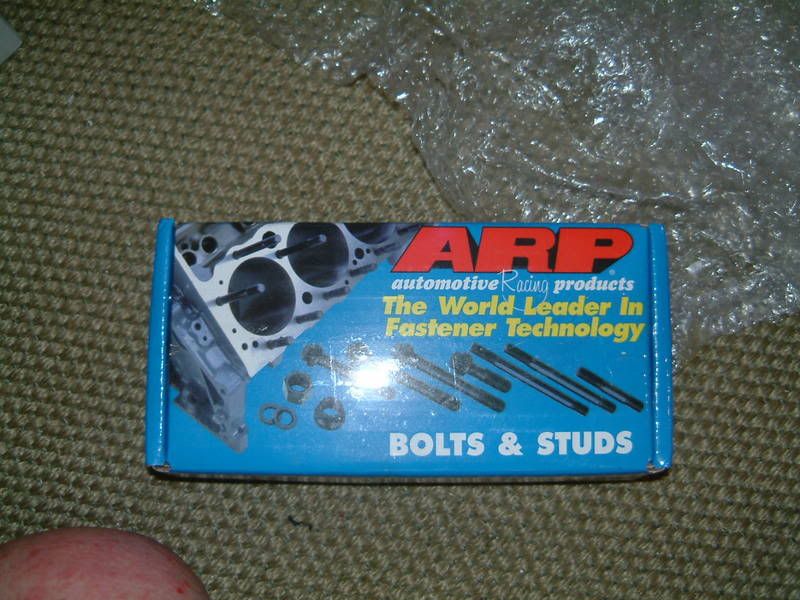 ARP
automotive Racing products
The World Leader In
Fastener Technology
BOLTS & STUDS